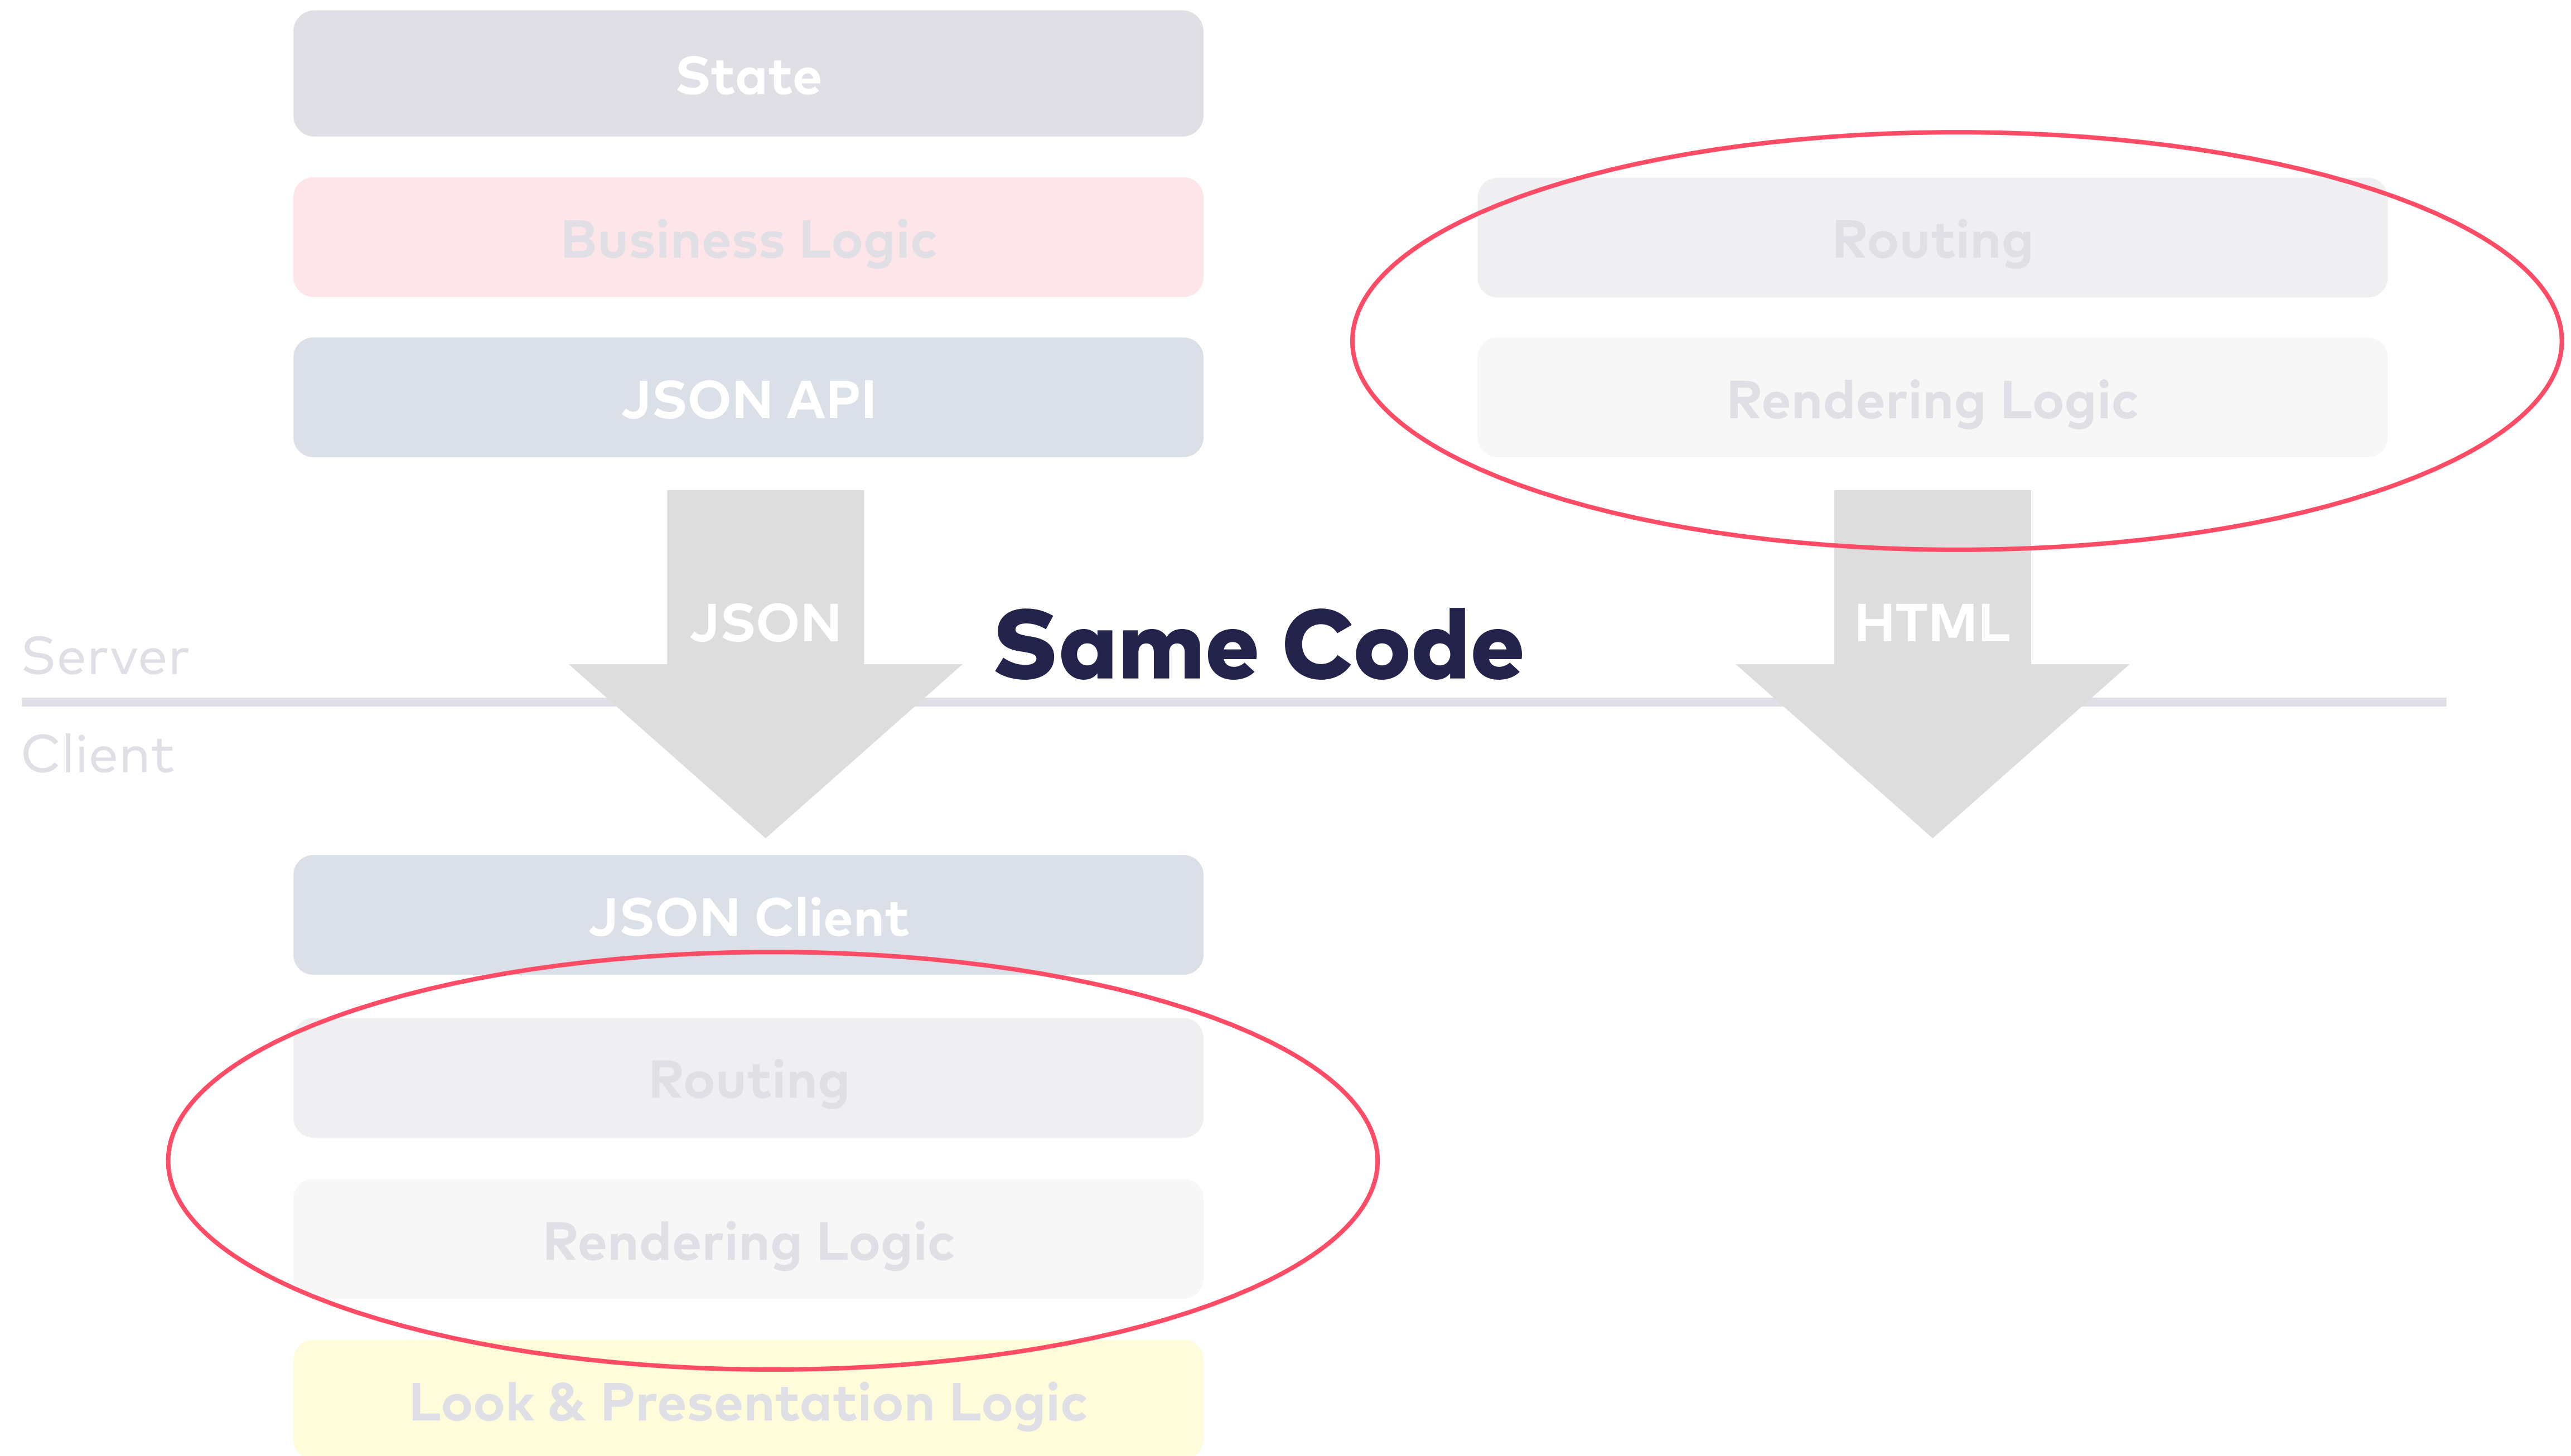 State
Business Logic
Routing
JSON API
Rendering Logic
JSON
HTML
Same Code
Server
Client
JSON Client
Routing
Rendering Logic
Look & Presentation Logic